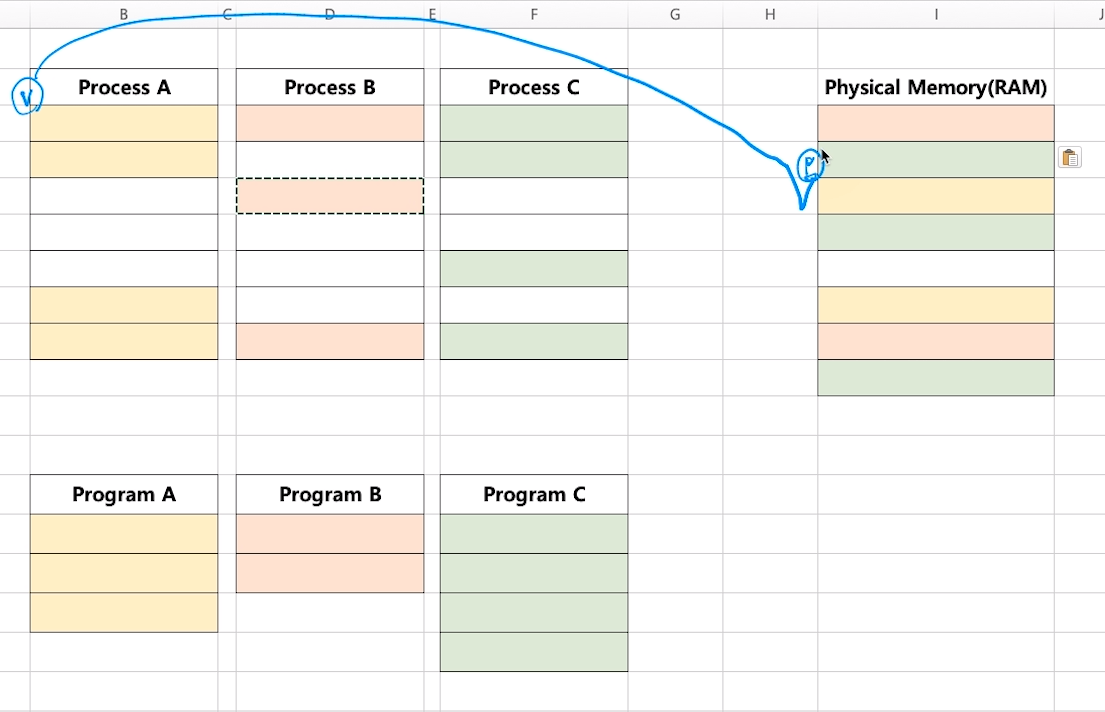 B C D E F G H I J
Process A Process B Process C Physical Memory(RAM)
V
P
Program A Program B Program C